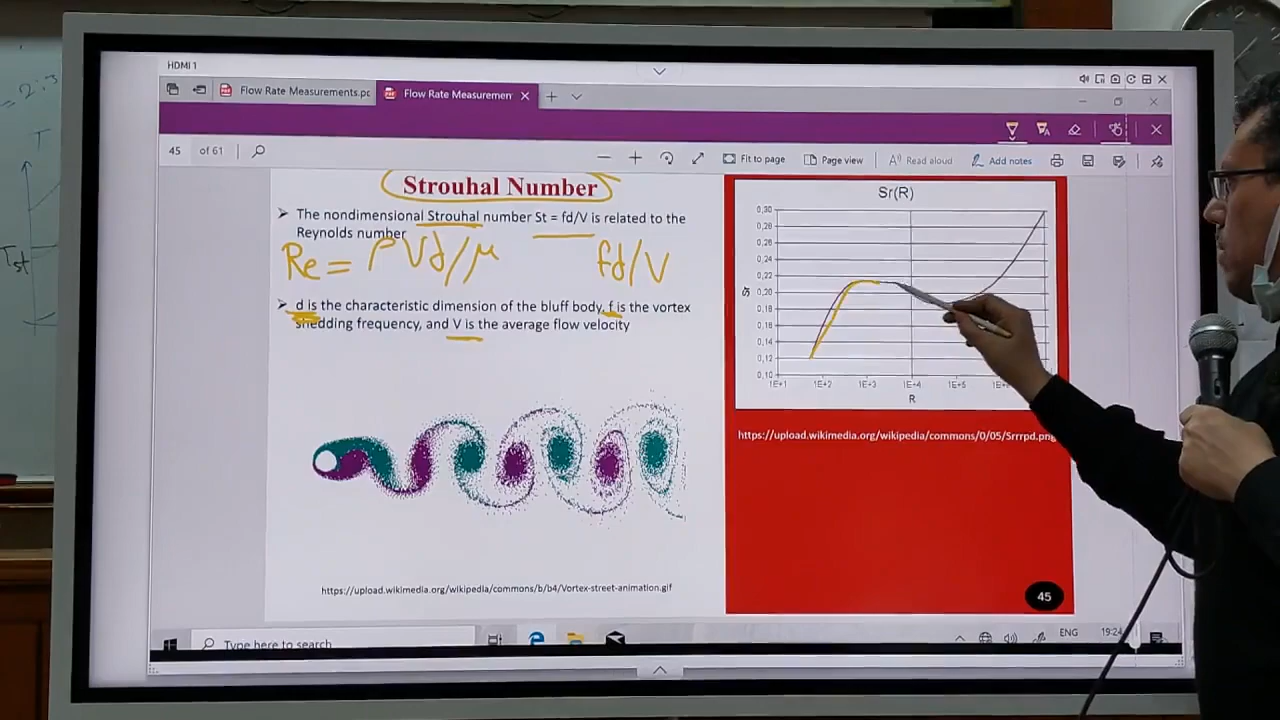 HDMI 1
Flow Rate Measurements.pc
Flow Rate Measuremen
45 of 61
Fit to page
Page view
Read aloud
Add notes
Strouhal Number
The nondimensional Strouhal number St = fd/V is related to the
Reynolds number
Re = ρVd/μ
fd/V
d is the characteristic dimension of the bluff body, f is the vortex
shedding frequency, and V is the average flow velocity
https://upload.wikimedia.org/wikipedia/commons/b/b4/Vortex-street-animation.gif
Sr(R)
0,30
0,28
0,26
0,24
0,22
0,20
0,18
0,16
0,14
0,12
0,10
Sr
1E+1 1E+2 1E+3 1E+4 1E+5
R
https://upload.wikimedia.org/wikipedia/commons/0/05/Srrrpd.png
45
Type here to search
ENG
19:24
T
Tst